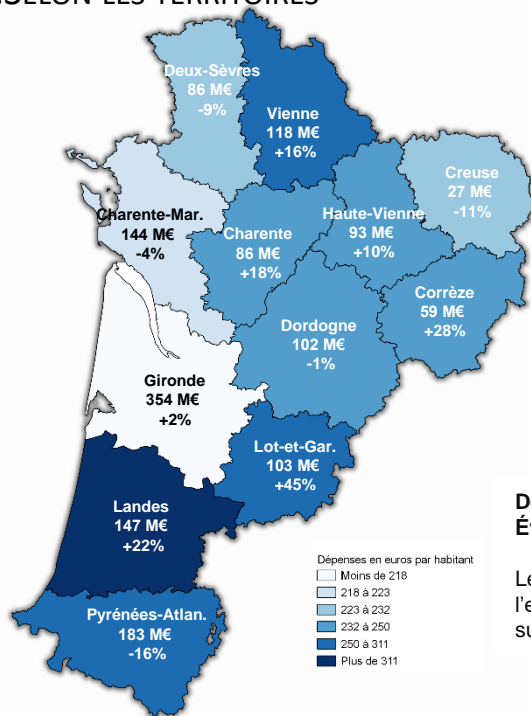 SELON LES TERRITOIRES
Deux-Sèvres
86 M€
-9%
Vienne
118 M€
+16%
Creuse
27 M€
-11%
Charente-Mar.
144 M€
-4%
Charente
86 M€
+18%
Haute-Vienne
93 M€
+10%
Corrèze
59 M€
+28%
Dordogne
102 M€
-1%
Gironde
354 M€
+2%
Lot-et-Gar.
103 M€
+45%
Landes
147 M€
+22%
Pyrénées-Atlan.
183 M€
-16%
Dépenses en euros par habitant
Moins de 218
218 à 223
223 à 232
232 à 250
250 à 311
Plus de 311